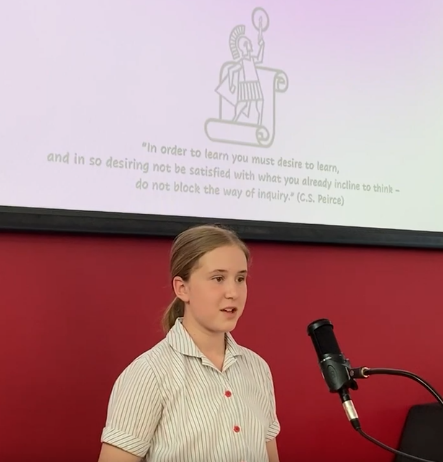 "In order to learn you must desire to learn,
and in so desiring not be satisfied with what you already incline to think –
do not block the way of inquiry." (C.S. Peirce)